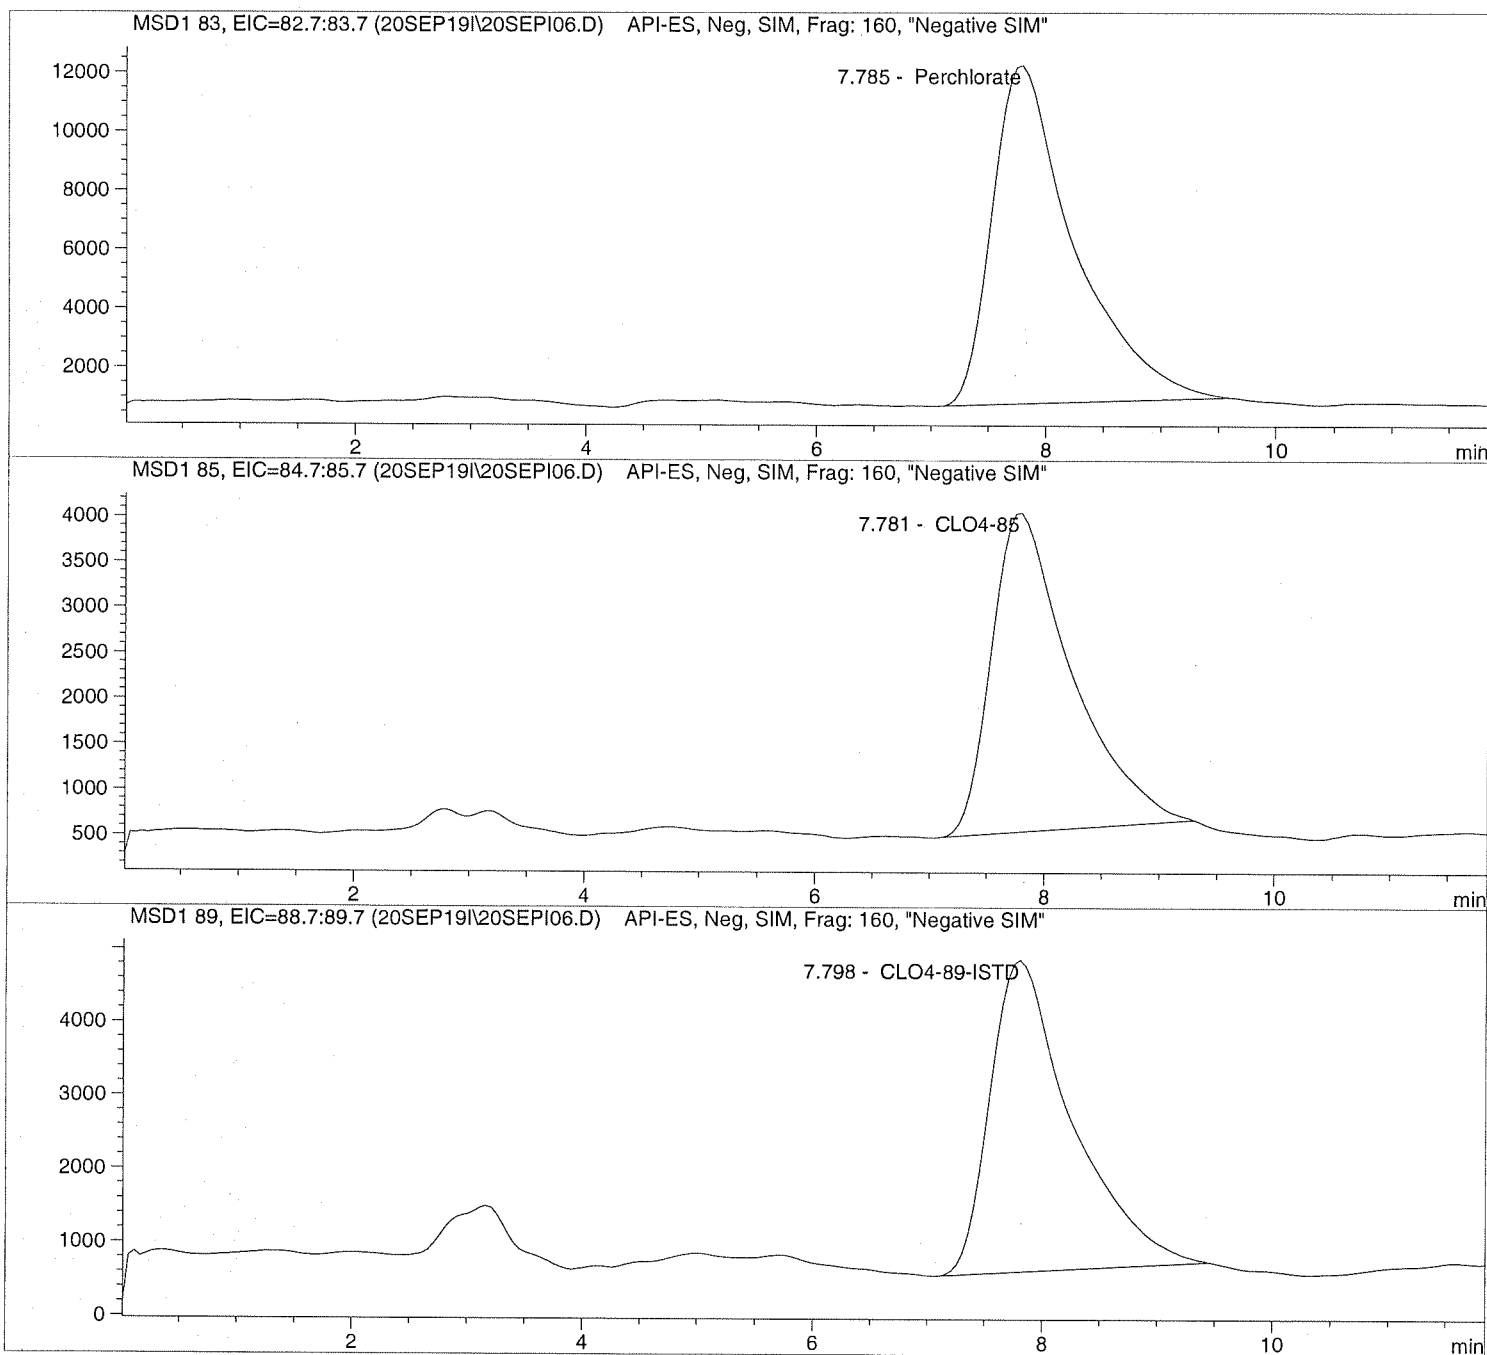 MSD1 83, EIC=82.7:83.7 (20SEP19I\20SEPI06.D) API-ES, Neg, SIM, Frag: 160, "Negative SIM"
12000
7.785 - Perchlorate
10000
8000
6000
4000
2000
2 4 6 8 10 min
MSD1 85, EIC=84.7:85.7 (20SEP19I\20SEPI06.D) API-ES, Neg, SIM, Frag: 160, "Negative SIM"
4000
7.781 - CLO4-85
3500
3000
2500
2000
1500
1000
500
2 4 6 8 10 min
MSD1 89, EIC=88.7:89.7 (20SEP19I\20SEPI06.D) API-ES, Neg, SIM, Frag: 160, "Negative SIM"
7.798 - CLO4-89-ISTD
4000
3000
2000
1000
0
2 4 6 8 10 min